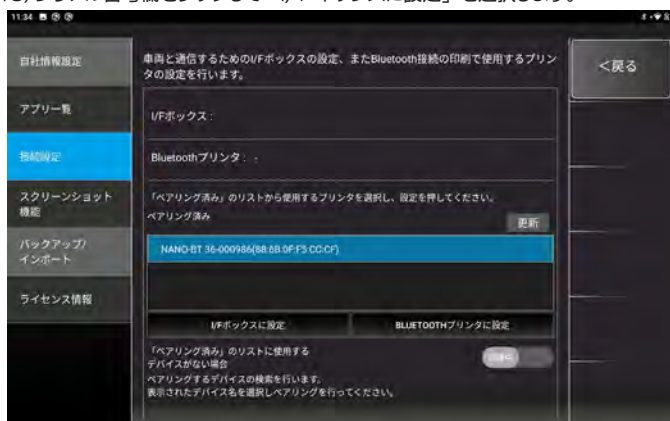 11:34
自社情報設定
車両と通信するためのI/Fボックスの設定、またBluetooth接続の印刷で使用するプリン
タの設定を行います。
<戻る
アプリ一覧
I/Fボックス :
接続設定
Bluetoothプリンタ : -
スクリーンショット
機能
「ペアリング済み」のリストから使用するプリンタを選択し、設定を押してください。
ペアリング済み
更新
バックアップ/
インポート
NANO-BT 36-000986(88:6B:0F:F5:CC:CF)
ライセンス情報
I/Fボックスに設定
BLUETOOTHプリンタに設定
「ペアリング済み」のリストに使用する
デバイスがない場合
ペアリングするデバイスの検索を行います。
表示されたデバイス名を選択しペアリングを行ってください。